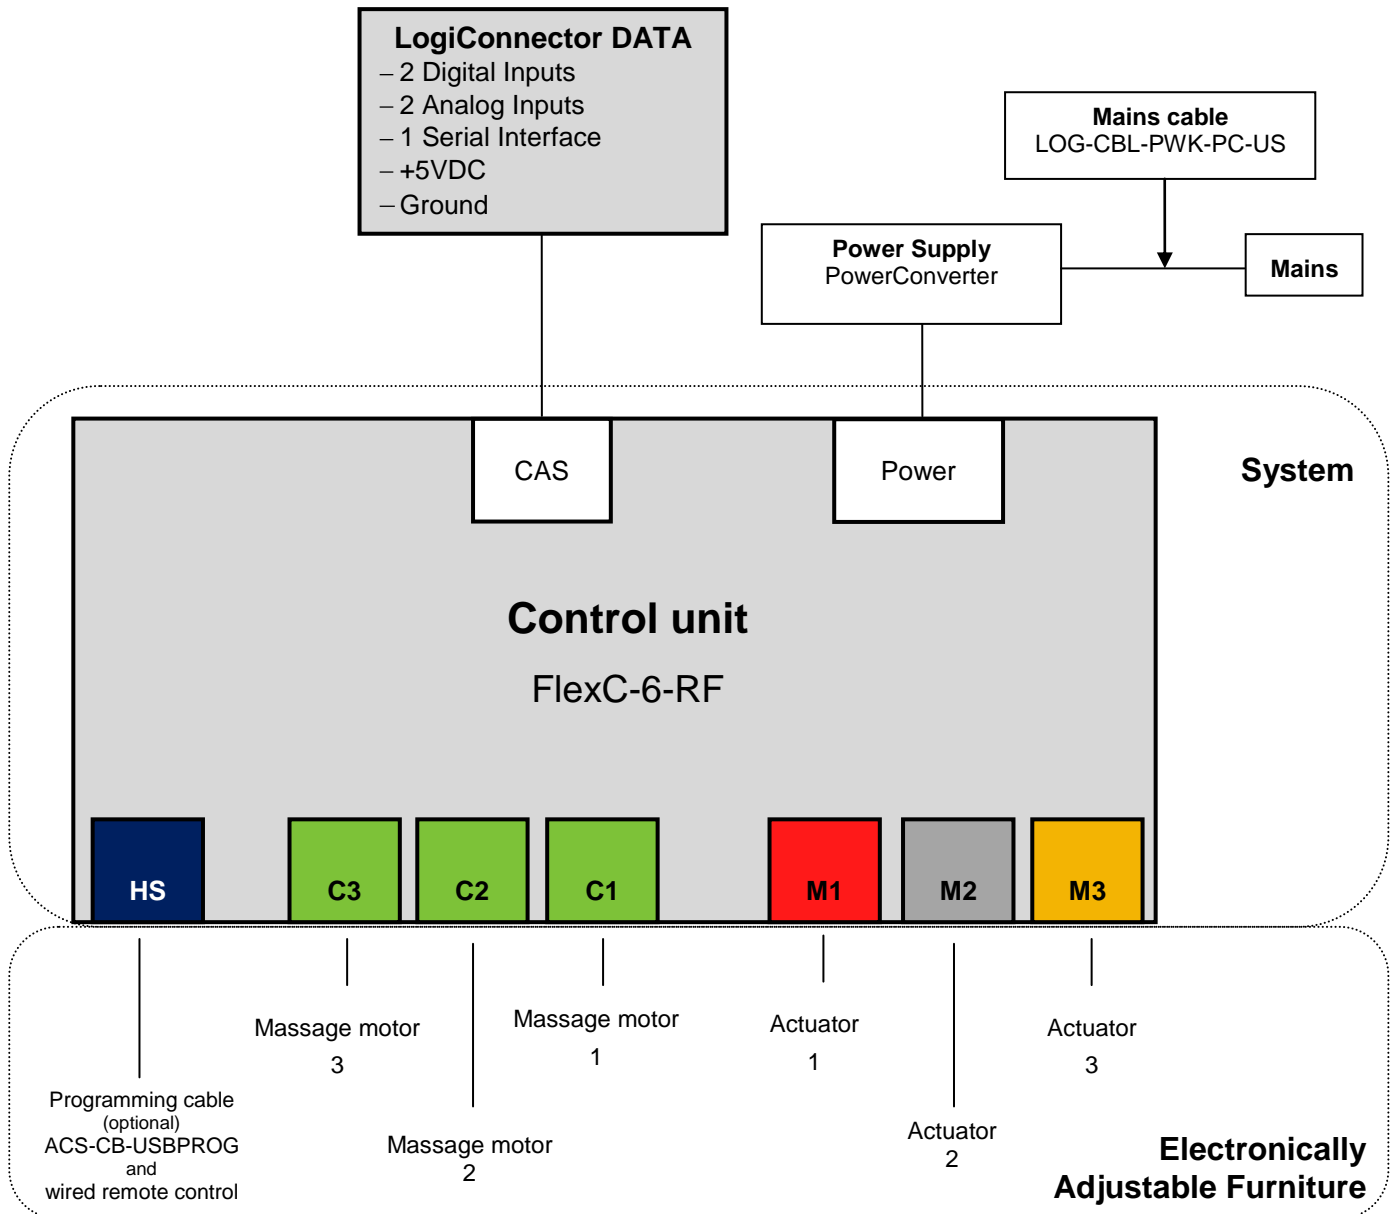 LogiConnector DATA
– 2 Digital Inputs
– 2 Analog Inputs
– 1 Serial Interface
– +5VDC
– Ground
Mains cable
LOG-CBL-PWK-PC-US
Power Supply
PowerConverter
Mains
CAS
Power
System
Control unit
FlexC-6-RF
HS
C3
C2
C1
M1
M2
M3
Massage motor
3
Massage motor
1
Actuator
1
Actuator
3
Programming cable
(optional)
ACS-CB-USBPROG
and
wired remote control
Massage motor
2
Actuator
2
Electronically
Adjustable Furniture